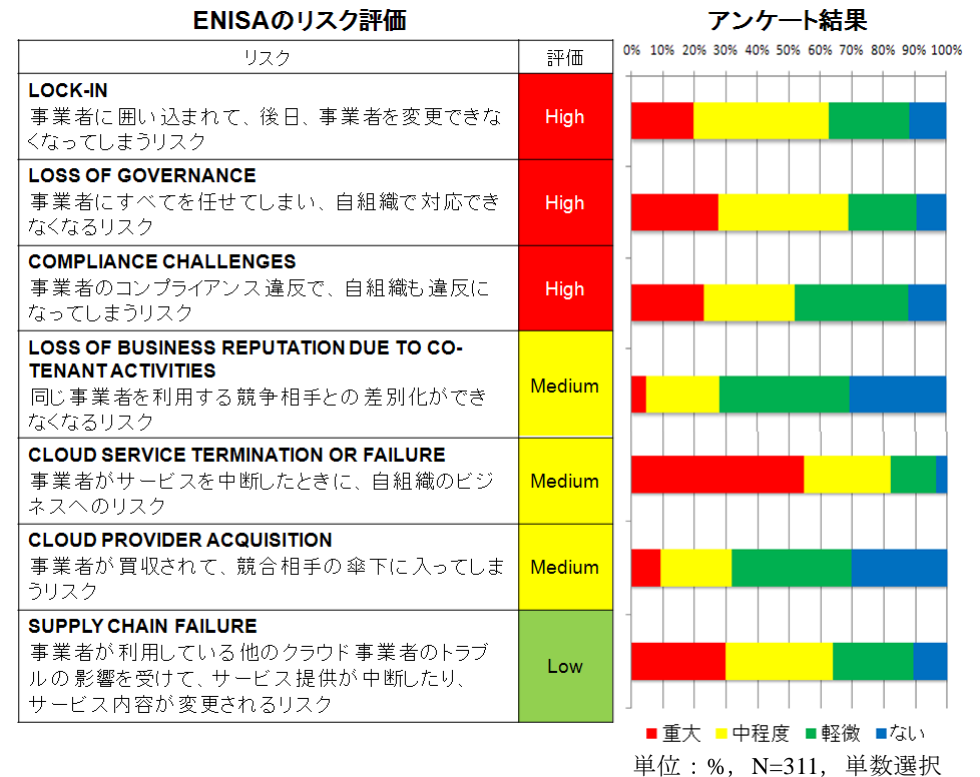 ENISAのリスク評価
アンケート結果
リスク
評価
0% 10% 20% 30% 40% 50% 60% 70% 80% 90% 100%
LOCK-IN
事業者に囲い込まれて、後日、事業者を変更できな
くなってしまうリスク
High
LOSS OF GOVERNANCE
事業者にすべてを任せてしまい、自組織で対応でき
なくなるリスク
High
COMPLIANCE CHALLENGES
事業者のコンプライアンス違反で、自組織も違反に
なってしまうリスク
High
LOSS OF BUSINESS REPUTATION DUE TO CO-
TENANT ACTIVITIES
同じ事業者を利用する競争相手との差別化ができ
なくなるリスク
Medium
CLOUD SERVICE TERMINATION OR FAILURE
事業者がサービスを中断したときに、自組織のビジ
ネスへのリスク
Medium
CLOUD PROVIDER ACQUISITION
事業者が買収されて、競合相手の傘下に入ってしま
うリスク
Medium
SUPPLY CHAIN FAILURE
事業者が利用している他のクラウド事業者のトラブ
ルの影響を受けて、サービス提供が中断したり、
サービス内容が変更されるリスク
Low
重大 中程度 軽微 ない
単位：%，N=311，単数選択